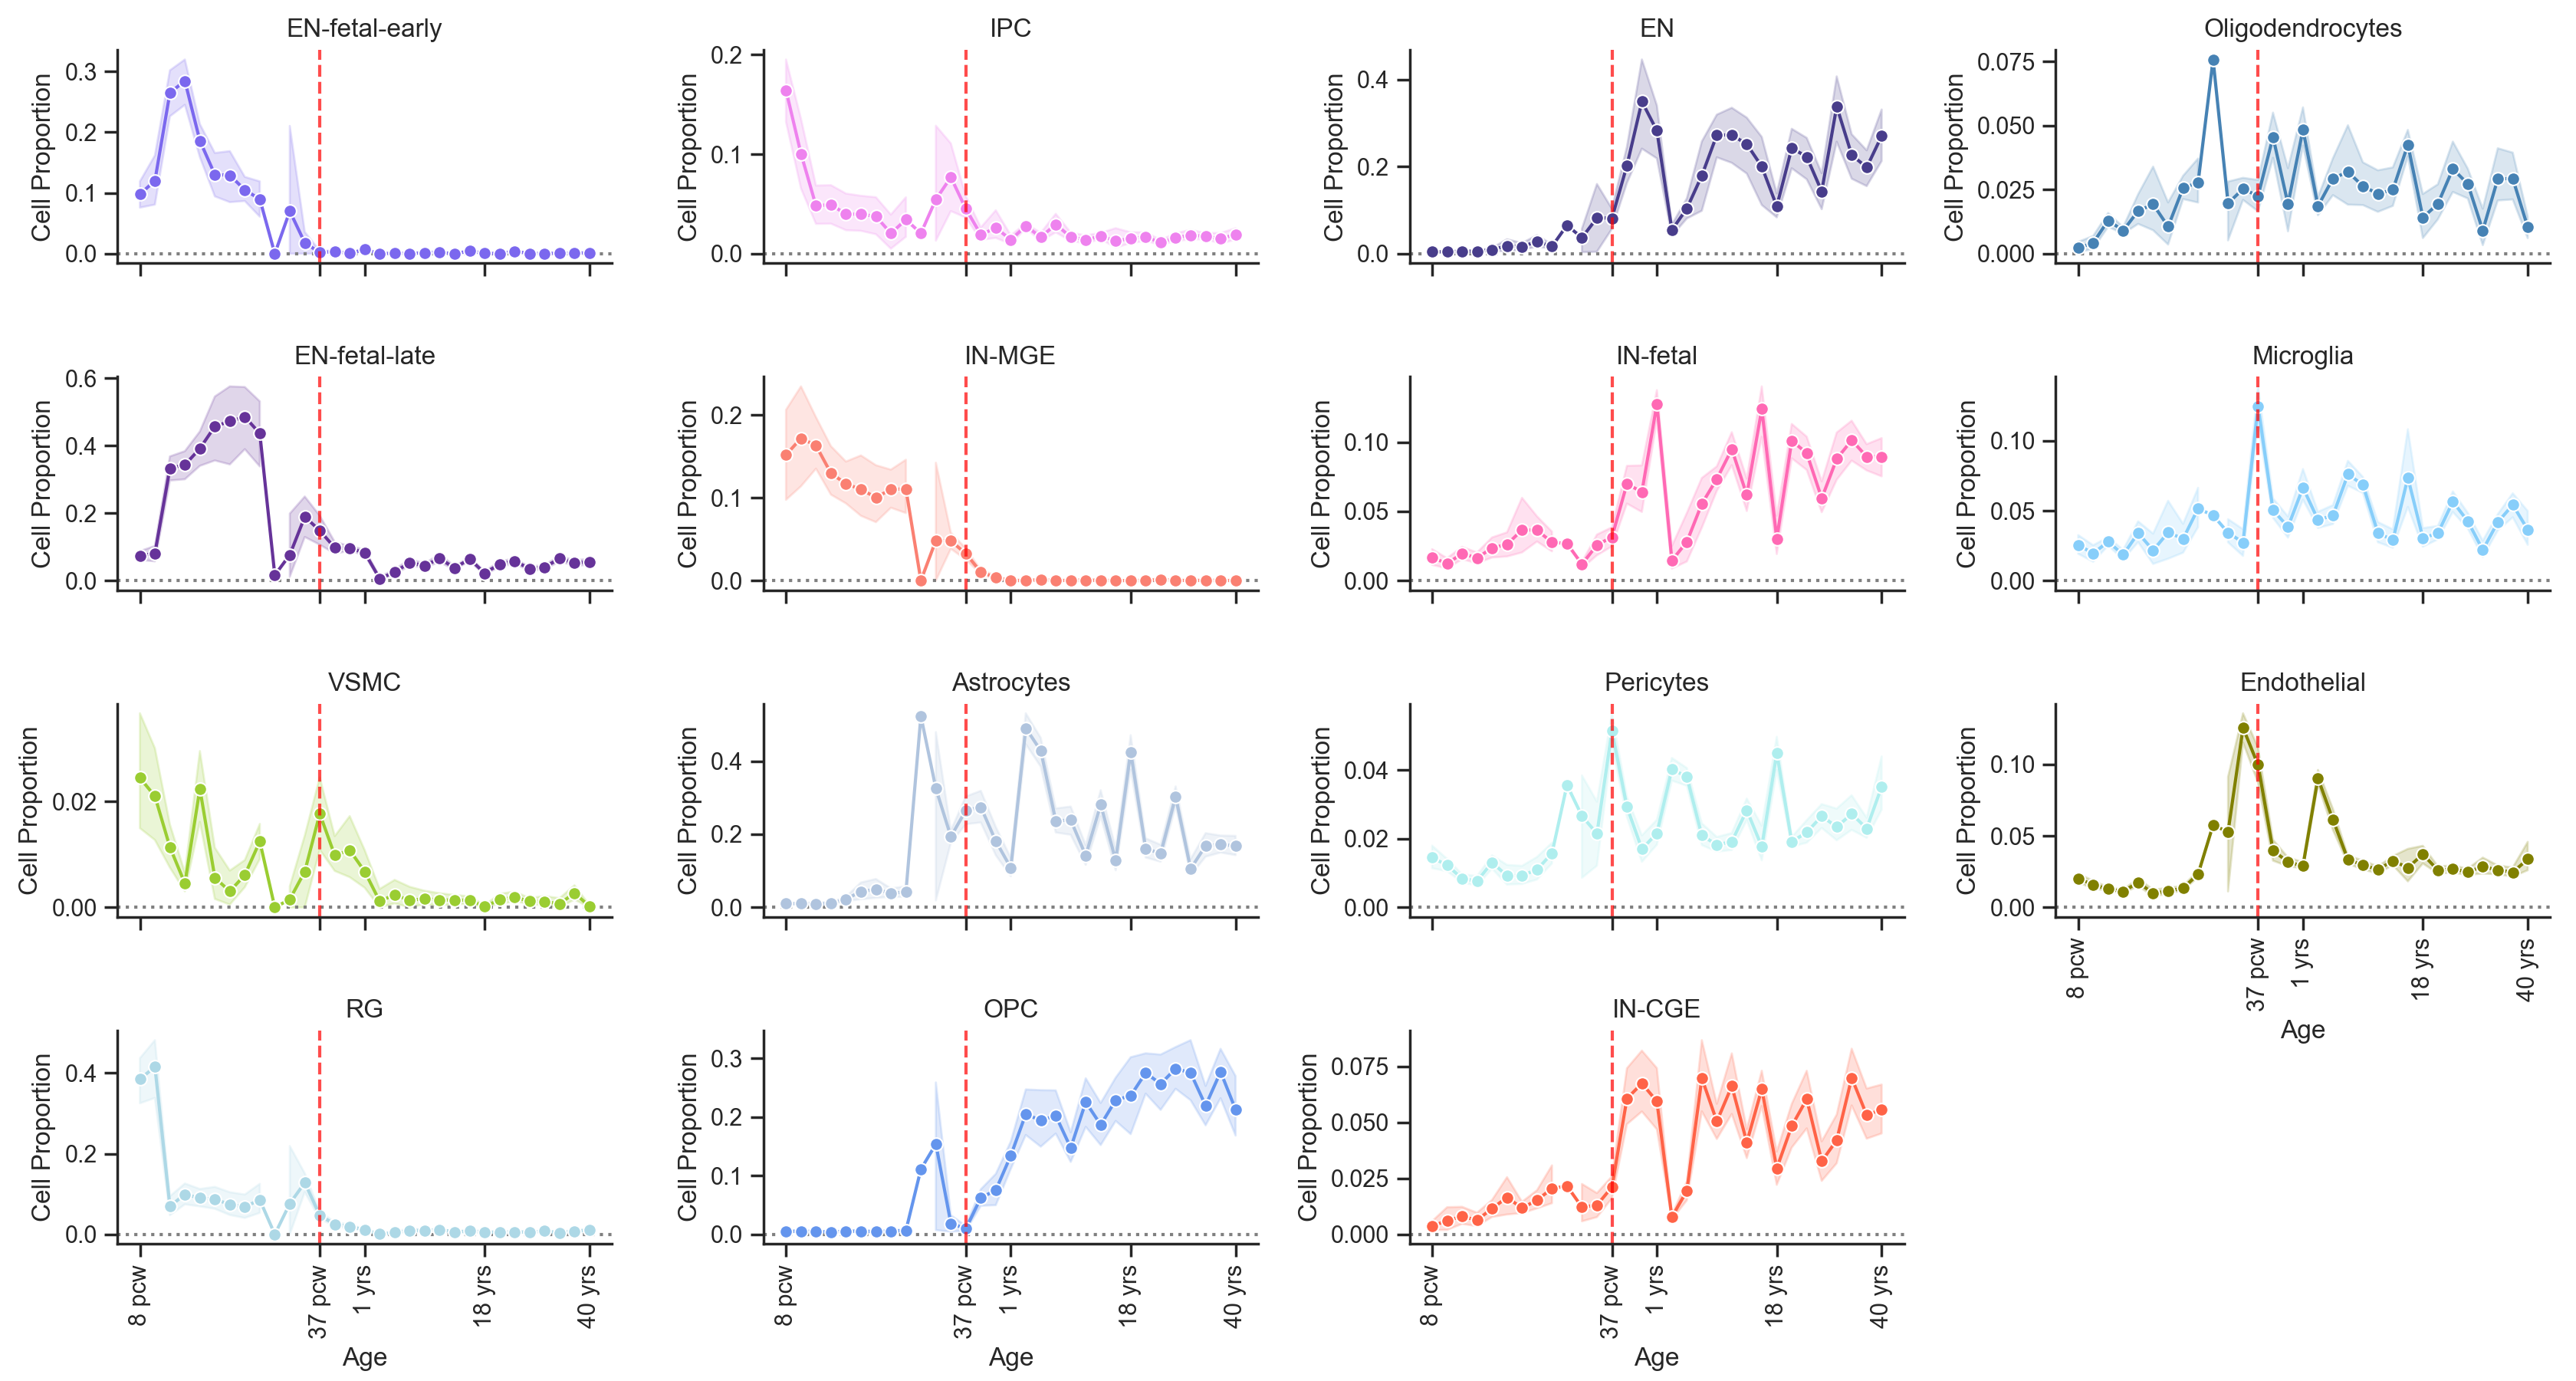 EN-fetal-early
Cell Proportion
0.3
0.2
0.1
0.0
IPC
Cell Proportion
0.2
0.1
0.0
EN
Cell Proportion
0.4
0.2
0.0
Oligodendrocytes
Cell Proportion
0.075
0.050
0.025
0.000
EN-fetal-late
Cell Proportion
0.6
0.4
0.2
0.0
IN-MGE
Cell Proportion
0.2
0.1
0.0
IN-fetal
Cell Proportion
0.10
0.05
0.00
Microglia
Cell Proportion
0.10
0.05
0.00
VSMC
Cell Proportion
0.02
0.00
Astrocytes
Cell Proportion
0.4
0.2
0.0
Pericytes
Cell Proportion
0.04
0.02
0.00
Endothelial
Cell Proportion
0.10
0.05
0.00
8 pcw
37 pcw
1 yrs
18 yrs
40 yrs
Age
RG
Cell Proportion
0.4
0.2
0.0
8 pcw
37 pcw
1 yrs
18 yrs
40 yrs
Age
OPC
Cell Proportion
0.3
0.2
0.1
0.0
8 pcw
37 pcw
1 yrs
18 yrs
40 yrs
Age
IN-CGE
Cell Proportion
0.075
0.050
0.025
0.000
8 pcw
37 pcw
1 yrs
18 yrs
40 yrs
Age